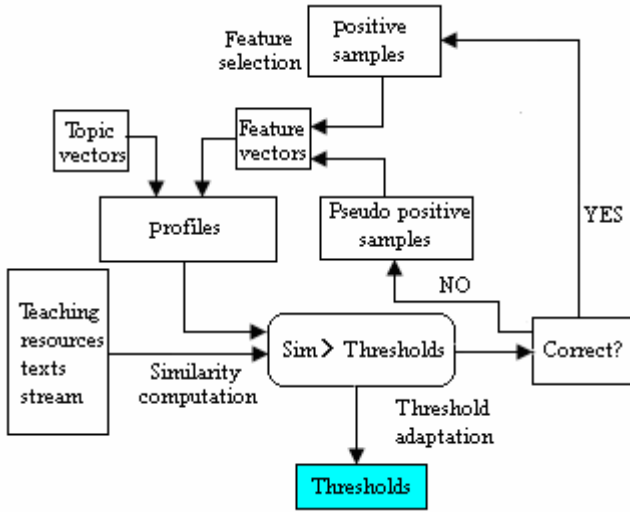 Feature
selection
positive
samples
Topic
vectors
Feature
vectors
profiles
Pseudo positive
samples
YES
NO
Teaching
resources
texts
stream
Similarity
computation
Sim> Thresholds
Correct?
Threshold
adaptation
Thresholds